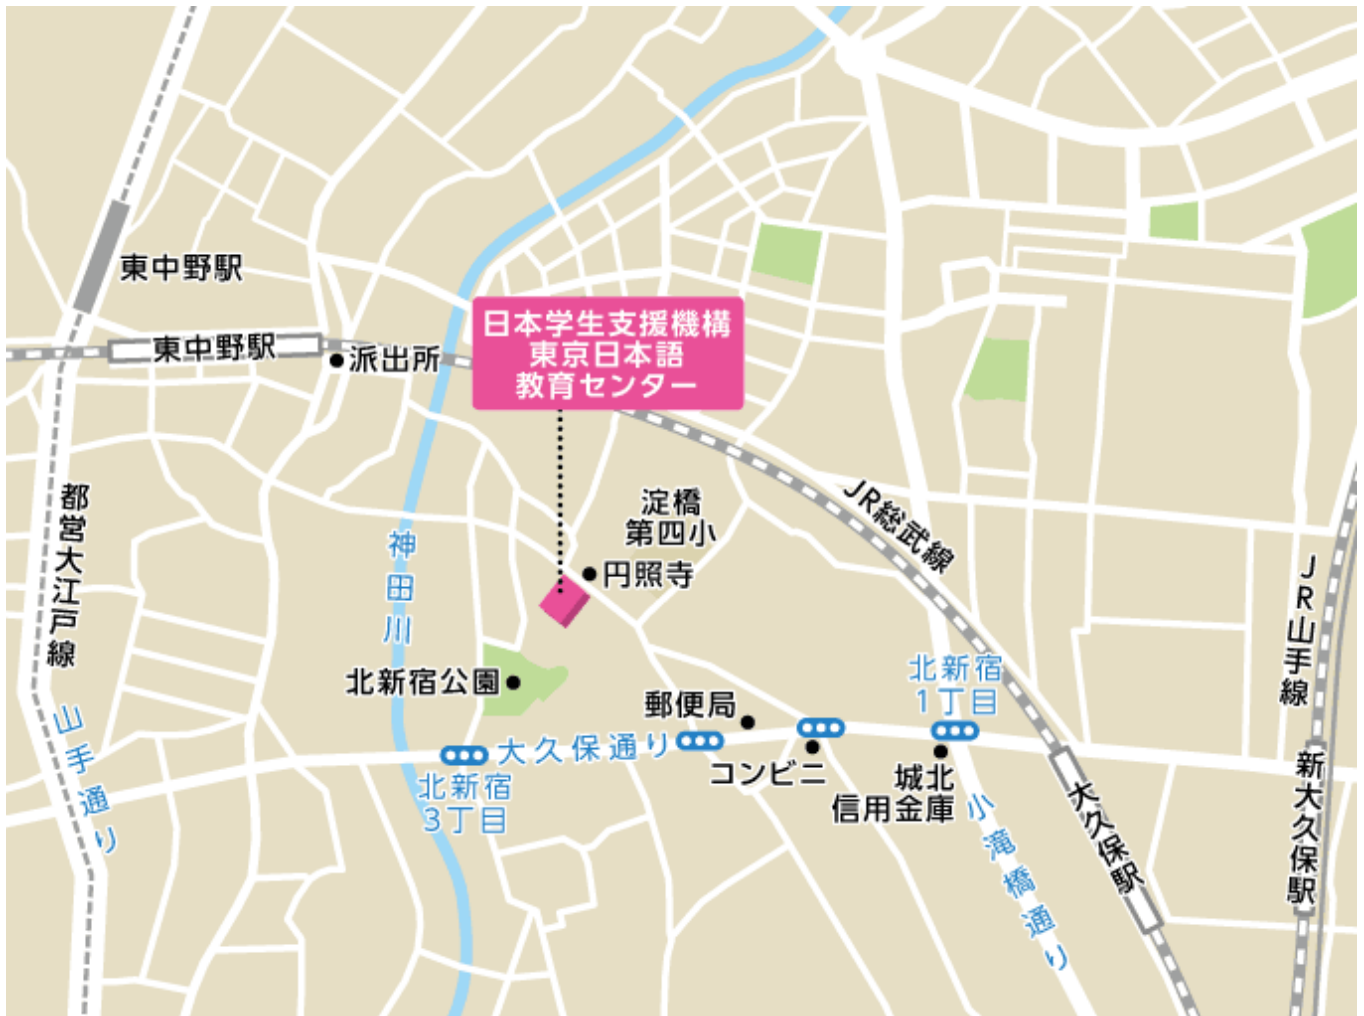 東中野駅
日本学生支援機構
東京日本語
教育センター
東中野駅
派出所
都営大江戸線
神田川
淀橋
第四小
JR総武線
円照寺
JR山手線
北新宿公園
北新宿
1丁目
郵便局
山手通り
大久保通り
コンビニ
北新宿
3丁目
城北
信用金庫
小滝橋通り
大久保駅
新大久保駅